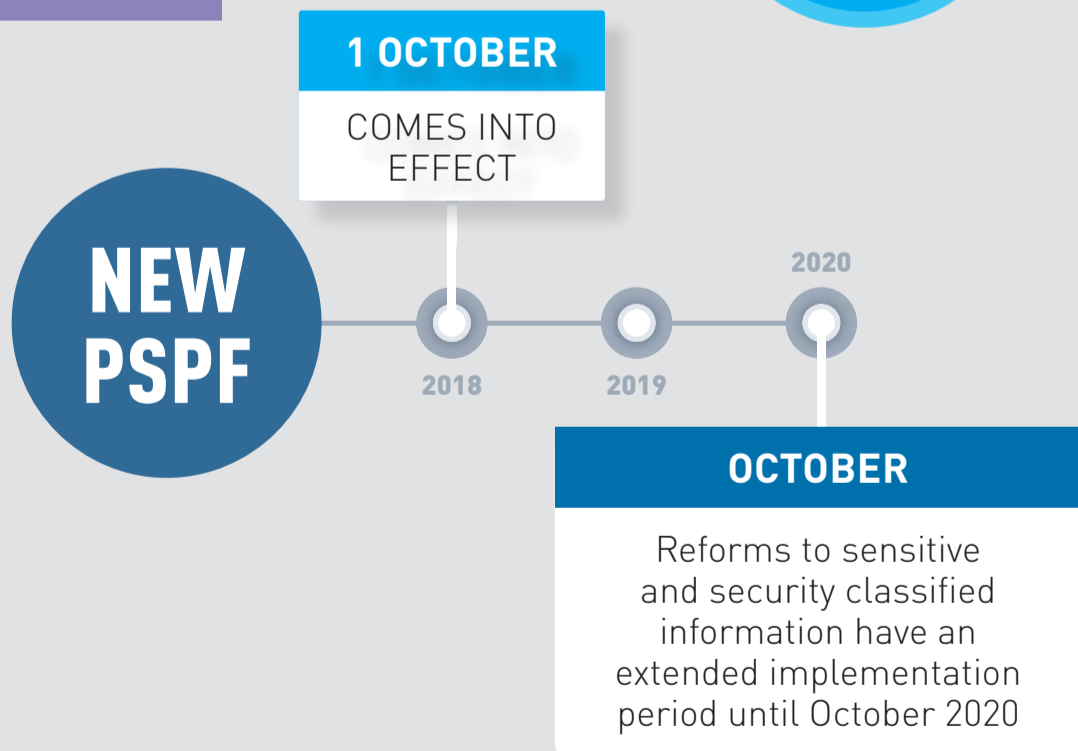 1 OCTOBER
COMES INTO
EFFECT
NEW
PSPF
2018
2019
2020
OCTOBER
Reforms to sensitive
and security classified
information have an
extended implementation
period until October 2020